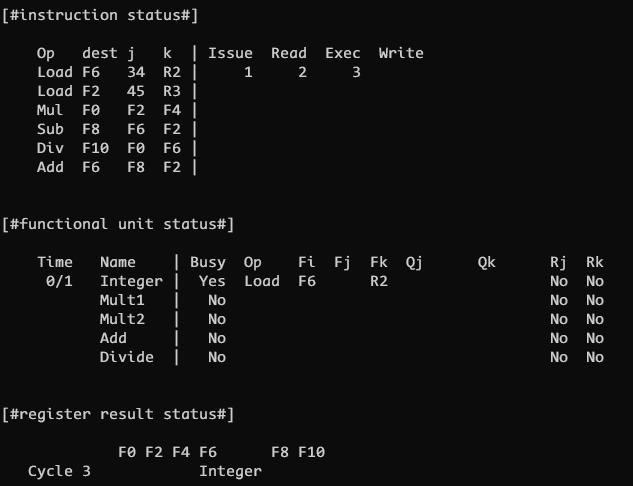 [#instruction status#]
Op dest j k | Issue Read Exec Write
Load F6 34 R2 | 1 2 3
Load F2 45 R3 |
Mul F0 F2 F4 |
Sub F8 F6 F2 |
Div F10 F0 F6 |
Add F6 F8 F2 |
[#functional unit status#]
Time Name | Busy Op Fi Fj Fk Qj Qk Rj Rk
0/1 Integer | Yes Load F6 R2 No No
Mult1 | No No No
Mult2 | No No No
Add | No No No
Divide | No No No
[#register result status#]
F0 F2 F4 F6 F8 F10
Cycle 3 Integer